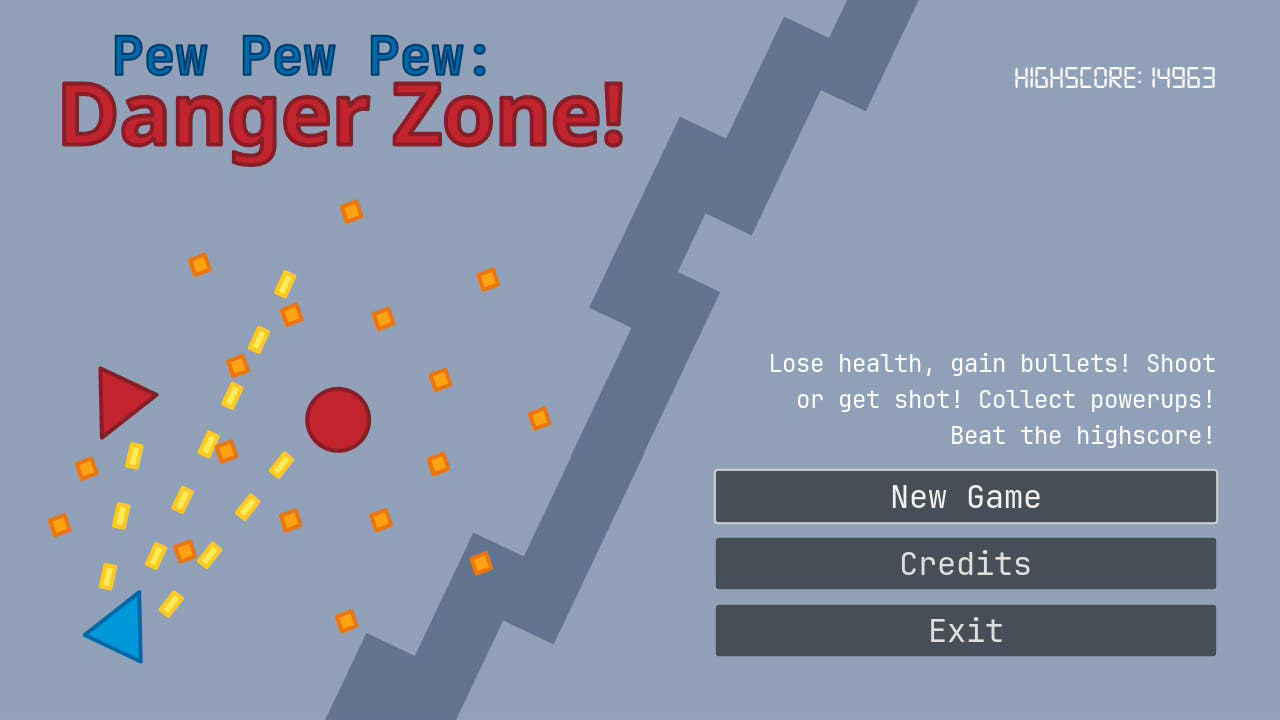 Pew Pew Pew:
Danger Zone!
HIGHSCORE: 14963
Lose health, gain bullets! Shoot
or get shot! Collect powerups!
Beat the highscore!
New Game
Credits
Exit